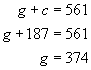 g + c = 561
g + 187 = 561
g = 374